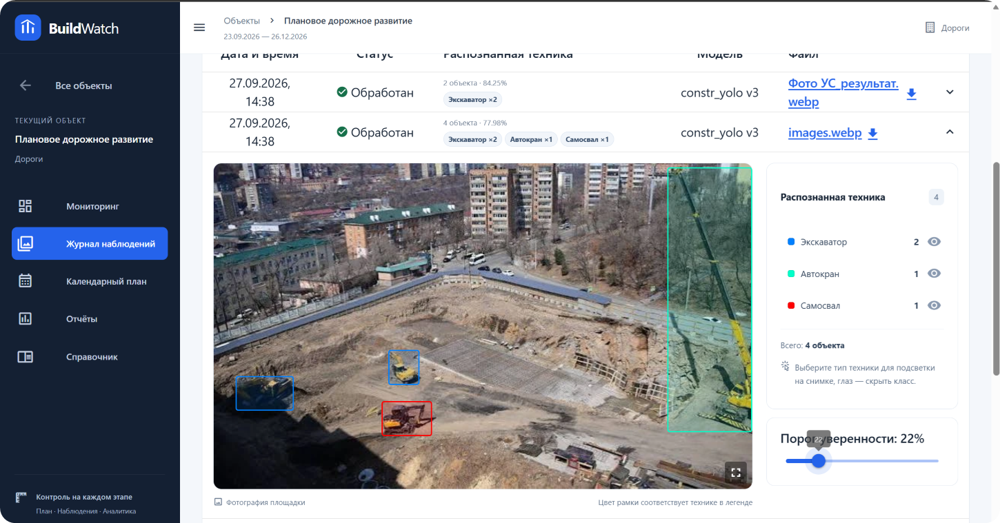 BuildWatch
Все объекты
ТЕКУЩИЙ ОБЪЕКТ
Плановое дорожное развитие
Дороги
Мониторинг
Журнал наблюдений
Календарный план
Отчёты
Справочник
Контроль на каждом этапе
План · Наблюдения · Аналитика
Объекты > Плановое дорожное развитие
23.09.2026 — 26.12.2026
Дороги
Дата и время Статус Распознанная техника Модель Файл
27.09.2026,
14:38
Обработан
2 объекта · 84.25%
Экскаватор ×2
constr_yolo v3
Фото УС_результат.
webp
27.09.2026,
14:38
Обработан
4 объекта · 77.98%
Экскаватор ×2 Автокран ×1 Самосвал ×1
constr_yolo v3
images.webp
Фотография площадки
Цвет рамки соответствует технике в легенде
Распознанная техника 4
Экскаватор 2
Автокран 1
Самосвал 1
Всего: 4 объекта
Выберите тип техники для подсветки
на снимке, глаз — скрыть класс.
Порог уверенности: 22%
22